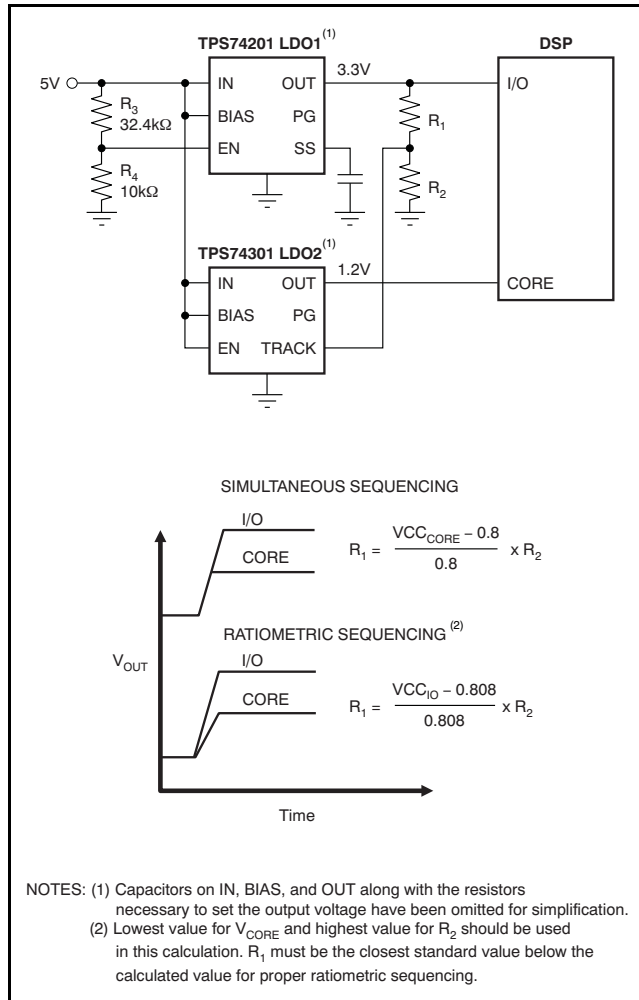 TPS74201 LDO1(1)
DSP
5V
IN
OUT
3.3V
I/O
R3
32.4kΩ
BIAS
PG
R1
EN
SS
R4
10kΩ
R2
TPS74301 LDO2(1)
IN
OUT
1.2V
CORE
BIAS
PG
EN
TRACK
SIMULTANEOUS SEQUENCING
I/O
CORE
R1 = VCCCORE – 0.8 / 0.8 x R2
RATIOMETRIC SEQUENCING (2)
VOUT
I/O
CORE
R1 = VCCIO – 0.808 / 0.808 x R2
Time
NOTES: (1) Capacitors on IN, BIAS, and OUT along with the resistors
necessary to set the output voltage have been omitted for simplification.
(2) Lowest value for VCORE and highest value for R2 should be used
in this calculation. R1 must be the closest standard value below the
calculated value for proper ratiometric sequencing.